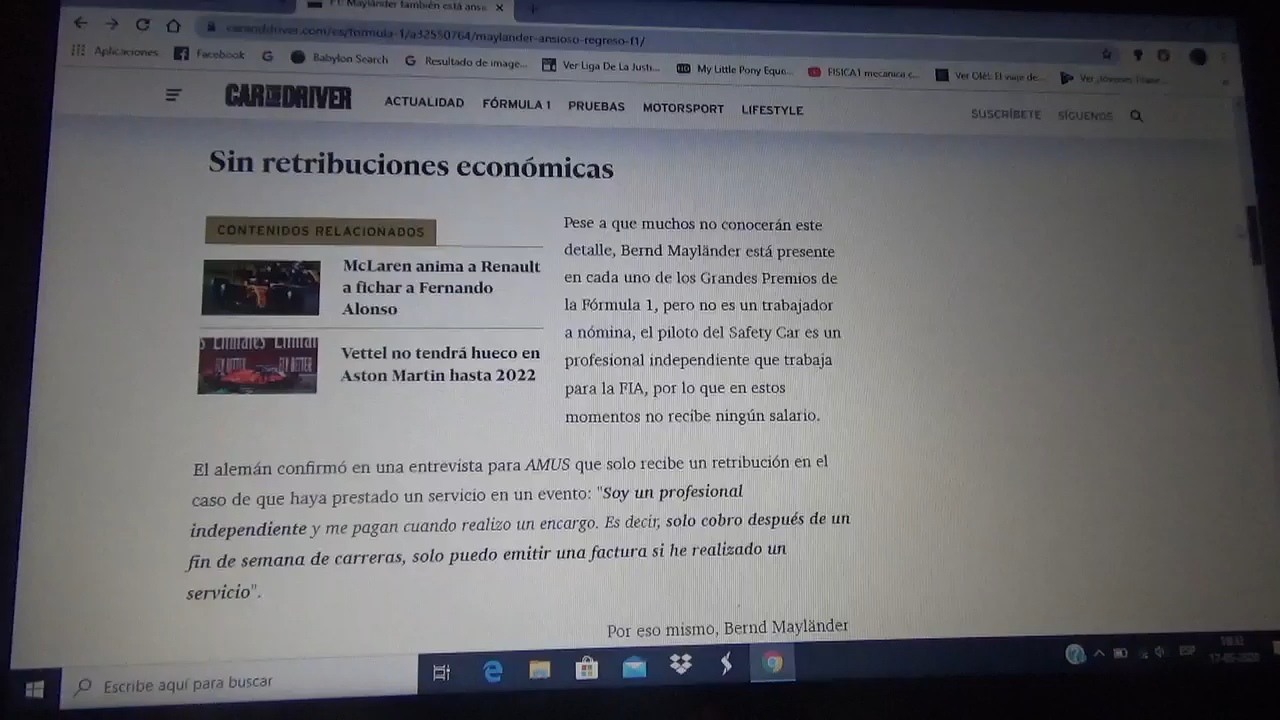 F1: Mayländer también está ansi
caranddriver.com/es/formula-1/a32550764/maylander-ansioso-regreso-f1/
Aplicaciones Facebook Babylon Search Resultado de image... Ver Liga De La Justi... My Little Pony Eque... FISICA1 mecanica c... Ver Olé!: El viaje de...
CAR AND DRIVER ACTUALIDAD FÓRMULA 1 PRUEBAS MOTORSPORT LIFESTYLE SUSCRÍBETE SÍGUENOS
Sin retribuciones económicas
CONTENIDOS RELACIONADOS
McLaren anima a Renault
a fichar a Fernando
Alonso
Vettel no tendrá hueco en
Aston Martin hasta 2022
Pese a que muchos no conocerán este
detalle, Bernd Mayländer está presente
en cada uno de los Grandes Premios de
la Fórmula 1, pero no es un trabajador
a nómina, el piloto del Safety Car es un
profesional independiente que trabaja
para la FIA, por lo que en estos
momentos no recibe ningún salario.
El alemán confirmó en una entrevista para AMUS que solo recibe un retribución en el
caso de que haya prestado un servicio en un evento: "Soy un profesional
independiente y me pagan cuando realizo un encargo. Es decir, solo cobro después de un
fin de semana de carreras, solo puedo emitir una factura si he realizado un
servicio".
Por eso mismo, Bernd Mayländer
Escribe aquí para buscar
ESP